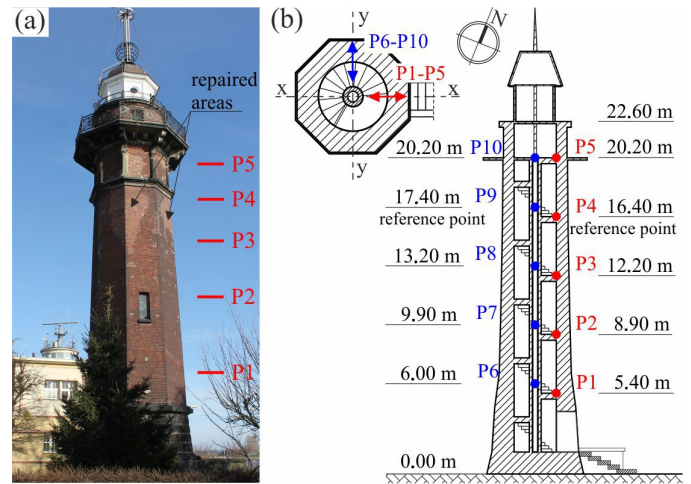 (a)
repaired
areas
P5
P4
P3
P2
P1
(b)
y
P6-P10
P1-P5
x
x
y
N
22.60 m
20.20 m
P10
P5
20.20 m
17.40 m
reference point
P9
P4
16.40 m
reference point
13.20 m
P8
P3
12.20 m
9.90 m
P7
P2
8.90 m
6.00 m
P6
P1
5.40 m
0.00 m